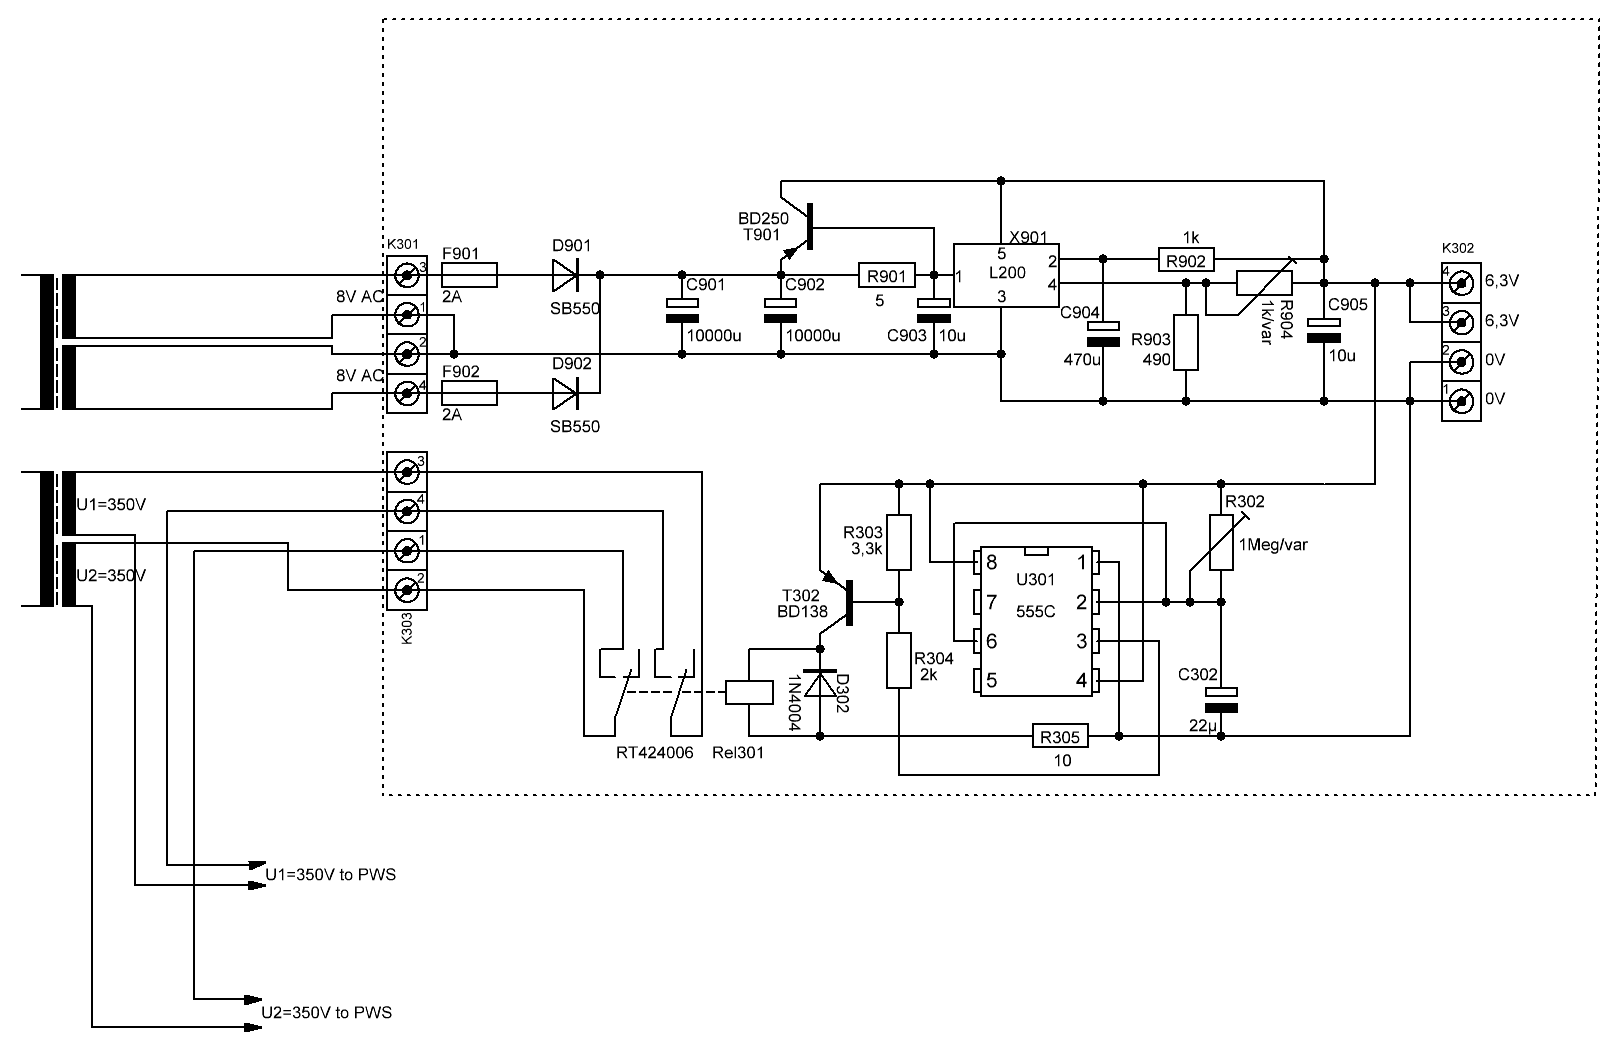 BD250
T901
X901
5
L200
1
2
4
3
1k
R902
R904
1k/var
K301
3
1
2
4
8V AC
8V AC
F901
2A
F902
2A
D901
SB550
D902
SB550
C901
10000u
C902
10000u
R901
5
C903
10u
C904
470u
R903
490
C905
10u
K302
4
3
2
1
6,3V
6,3V
0V
0V
U1=350V
U2=350V
3
4
1
2
K303
R303
3,3k
T302
BD138
R304
2k
8
7
6
5
1
2
3
4
U301
555C
R302
1Meg/var
C302
22µ
D302
1N4004
R305
10
RT424006
Rel301
U1=350V to PWS
U2=350V to PWS